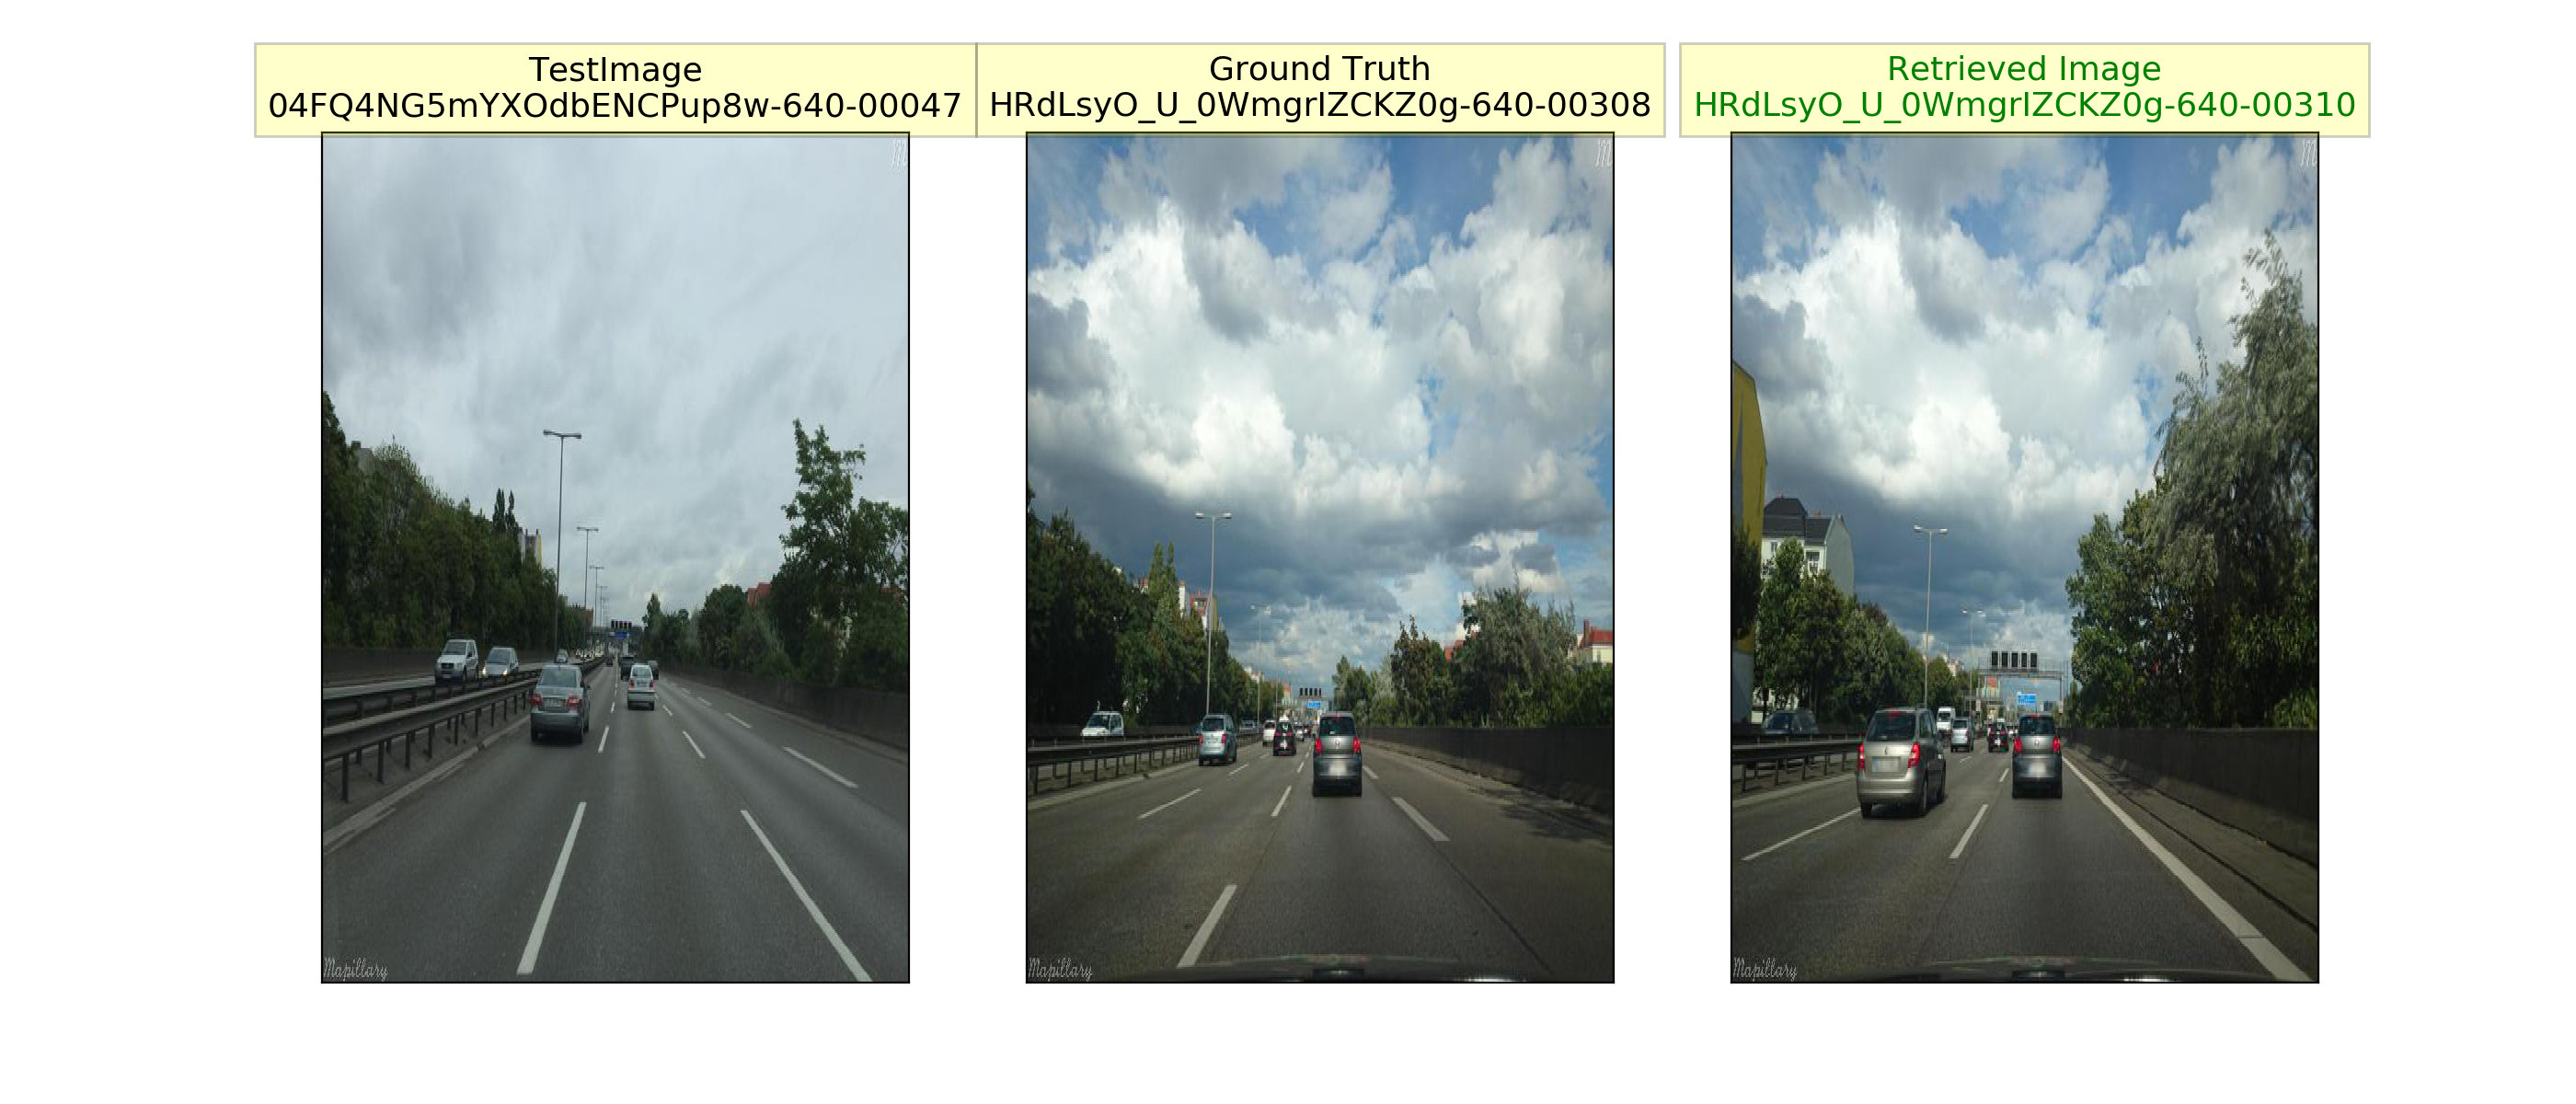 TestImage
04FQ4NG5mYXOdbENCPup8w-640-00047
Ground Truth
HRdLsyO_U_0WmgrIZCKZ0g-640-00308
Retrieved Image
HRdLsyO_U_0WmgrIZCKZ0g-640-00310
M
M
M
Mapillary
Mapillary
Mapillary